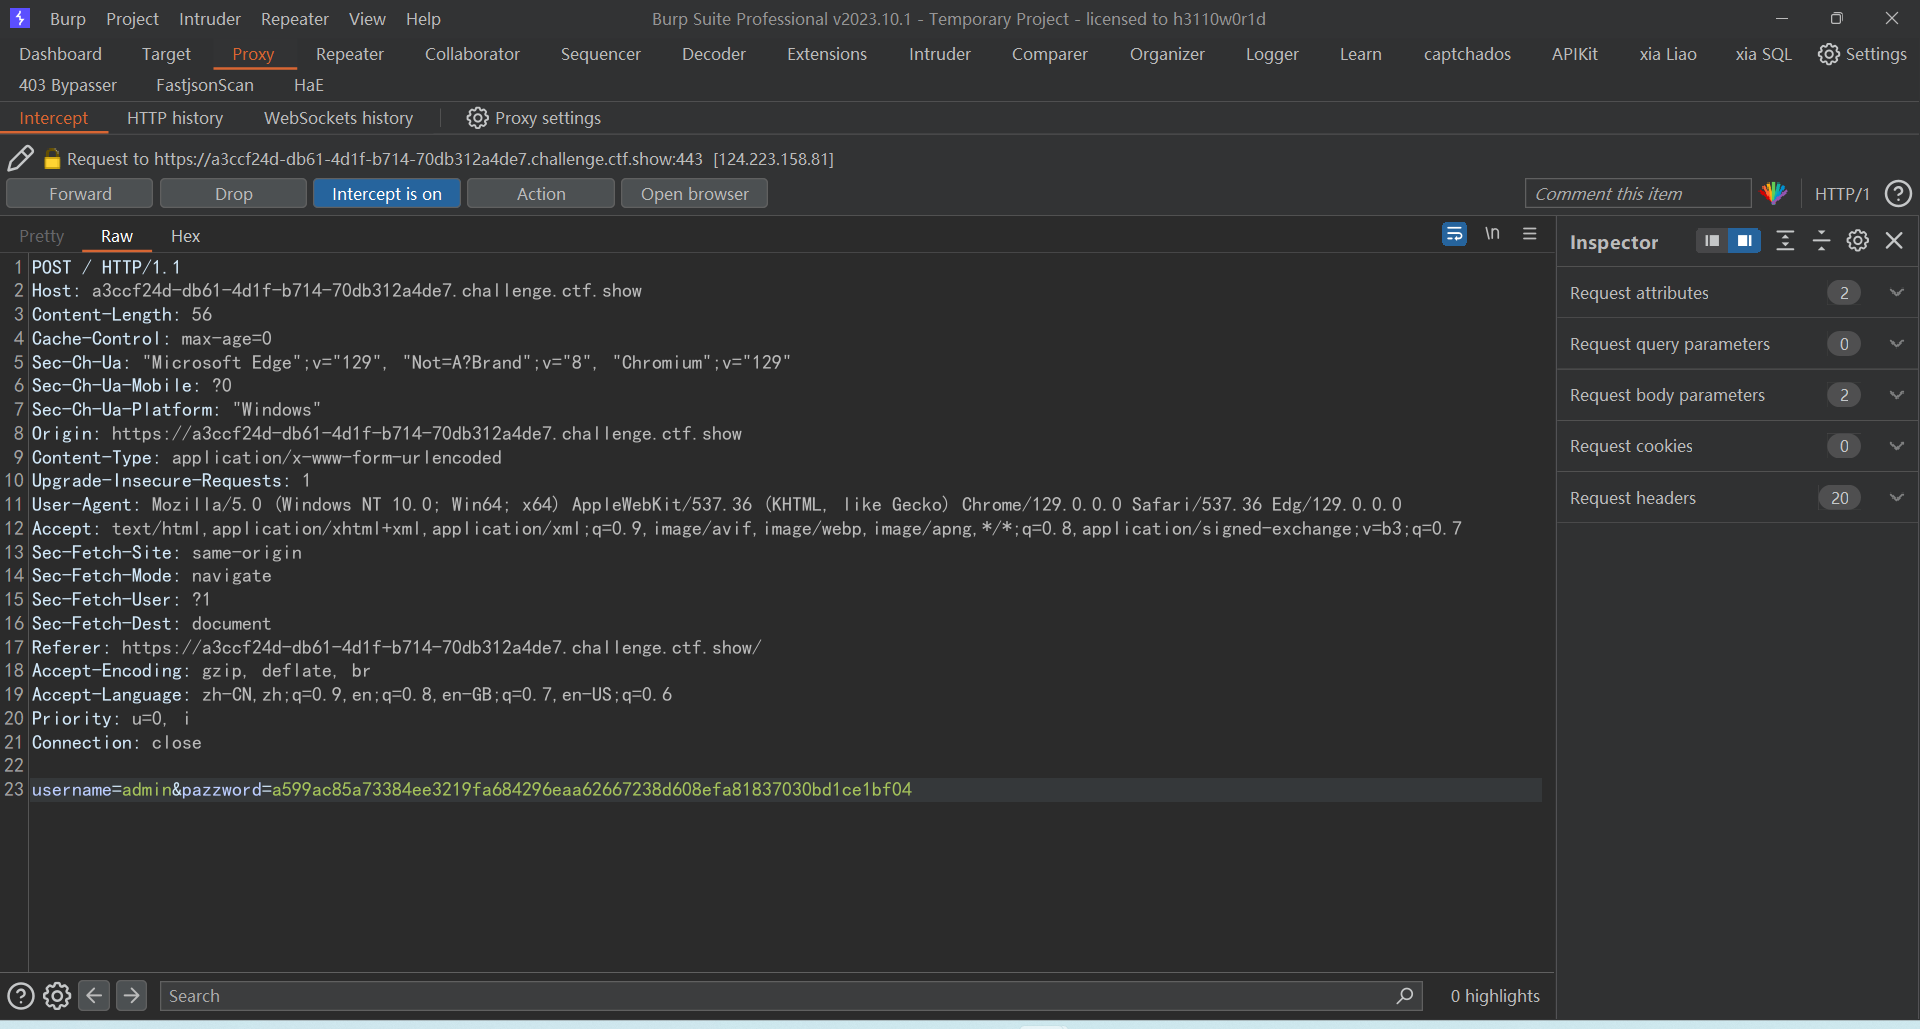 Burp Project Intruder Repeater View Help Burp Suite Professional v2023.10.1 - Temporary Project - licensed to h3110w0r1d
Dashboard Target Proxy Repeater Collaborator Sequencer Decoder Extensions Intruder Comparer Organizer Logger Learn captchados APIKit xia Liao xia SQL Settings
403 Bypasser FastjsonScan HaE
Intercept HTTP history WebSockets history Proxy settings
Request to https://a3ccf24d-db61-4d1f-b714-70db312a4de7.challenge.ctf.show:443 [124.223.158.81]
Forward Drop Intercept is on Action Open browser Comment this item HTTP/1 ?
Pretty Raw Hex \n
Inspector
1 POST / HTTP/1.1
2 Host: a3ccf24d-db61-4d1f-b714-70db312a4de7.challenge.ctf.show
3 Content-Length: 56
4 Cache-Control: max-age=0
5 Sec-Ch-Ua: "Microsoft Edge";v="129", "Not=A?Brand";v="8", "Chromium";v="129"
6 Sec-Ch-Ua-Mobile: ?0
7 Sec-Ch-Ua-Platform: "Windows"
8 Origin: https://a3ccf24d-db61-4d1f-b714-70db312a4de7.challenge.ctf.show
9 Content-Type: application/x-www-form-urlencoded
10 Upgrade-Insecure-Requests: 1
11 User-Agent: Mozilla/5.0 (Windows NT 10.0; Win64; x64) AppleWebKit/537.36 (KHTML, like Gecko) Chrome/129.0.0.0 Safari/537.36 Edg/129.0.0.0
12 Accept: text/html,application/xhtml+xml,application/xml;q=0.9,image/avif,image/webp,image/apng,*/*;q=0.8,application/signed-exchange;v=b3;q=0.7
13 Sec-Fetch-Site: same-origin
14 Sec-Fetch-Mode: navigate
15 Sec-Fetch-User: ?1
16 Sec-Fetch-Dest: document
17 Referer: https://a3ccf24d-db61-4d1f-b714-70db312a4de7.challenge.ctf.show/
18 Accept-Encoding: gzip, deflate, br
19 Accept-Language: zh-CN,zh;q=0.9,en;q=0.8,en-GB;q=0.7,en-US;q=0.6
20 Priority: u=0, i
21 Connection: close
22
23 username=admin&pazzword=a599ac85a73384ee3219fa684296eaa62667238d608efa81837030bd1ce1bf04
Request attributes 2
Request query parameters 0
Request body parameters 2
Request cookies 0
Request headers 20
? Search 0 highlights